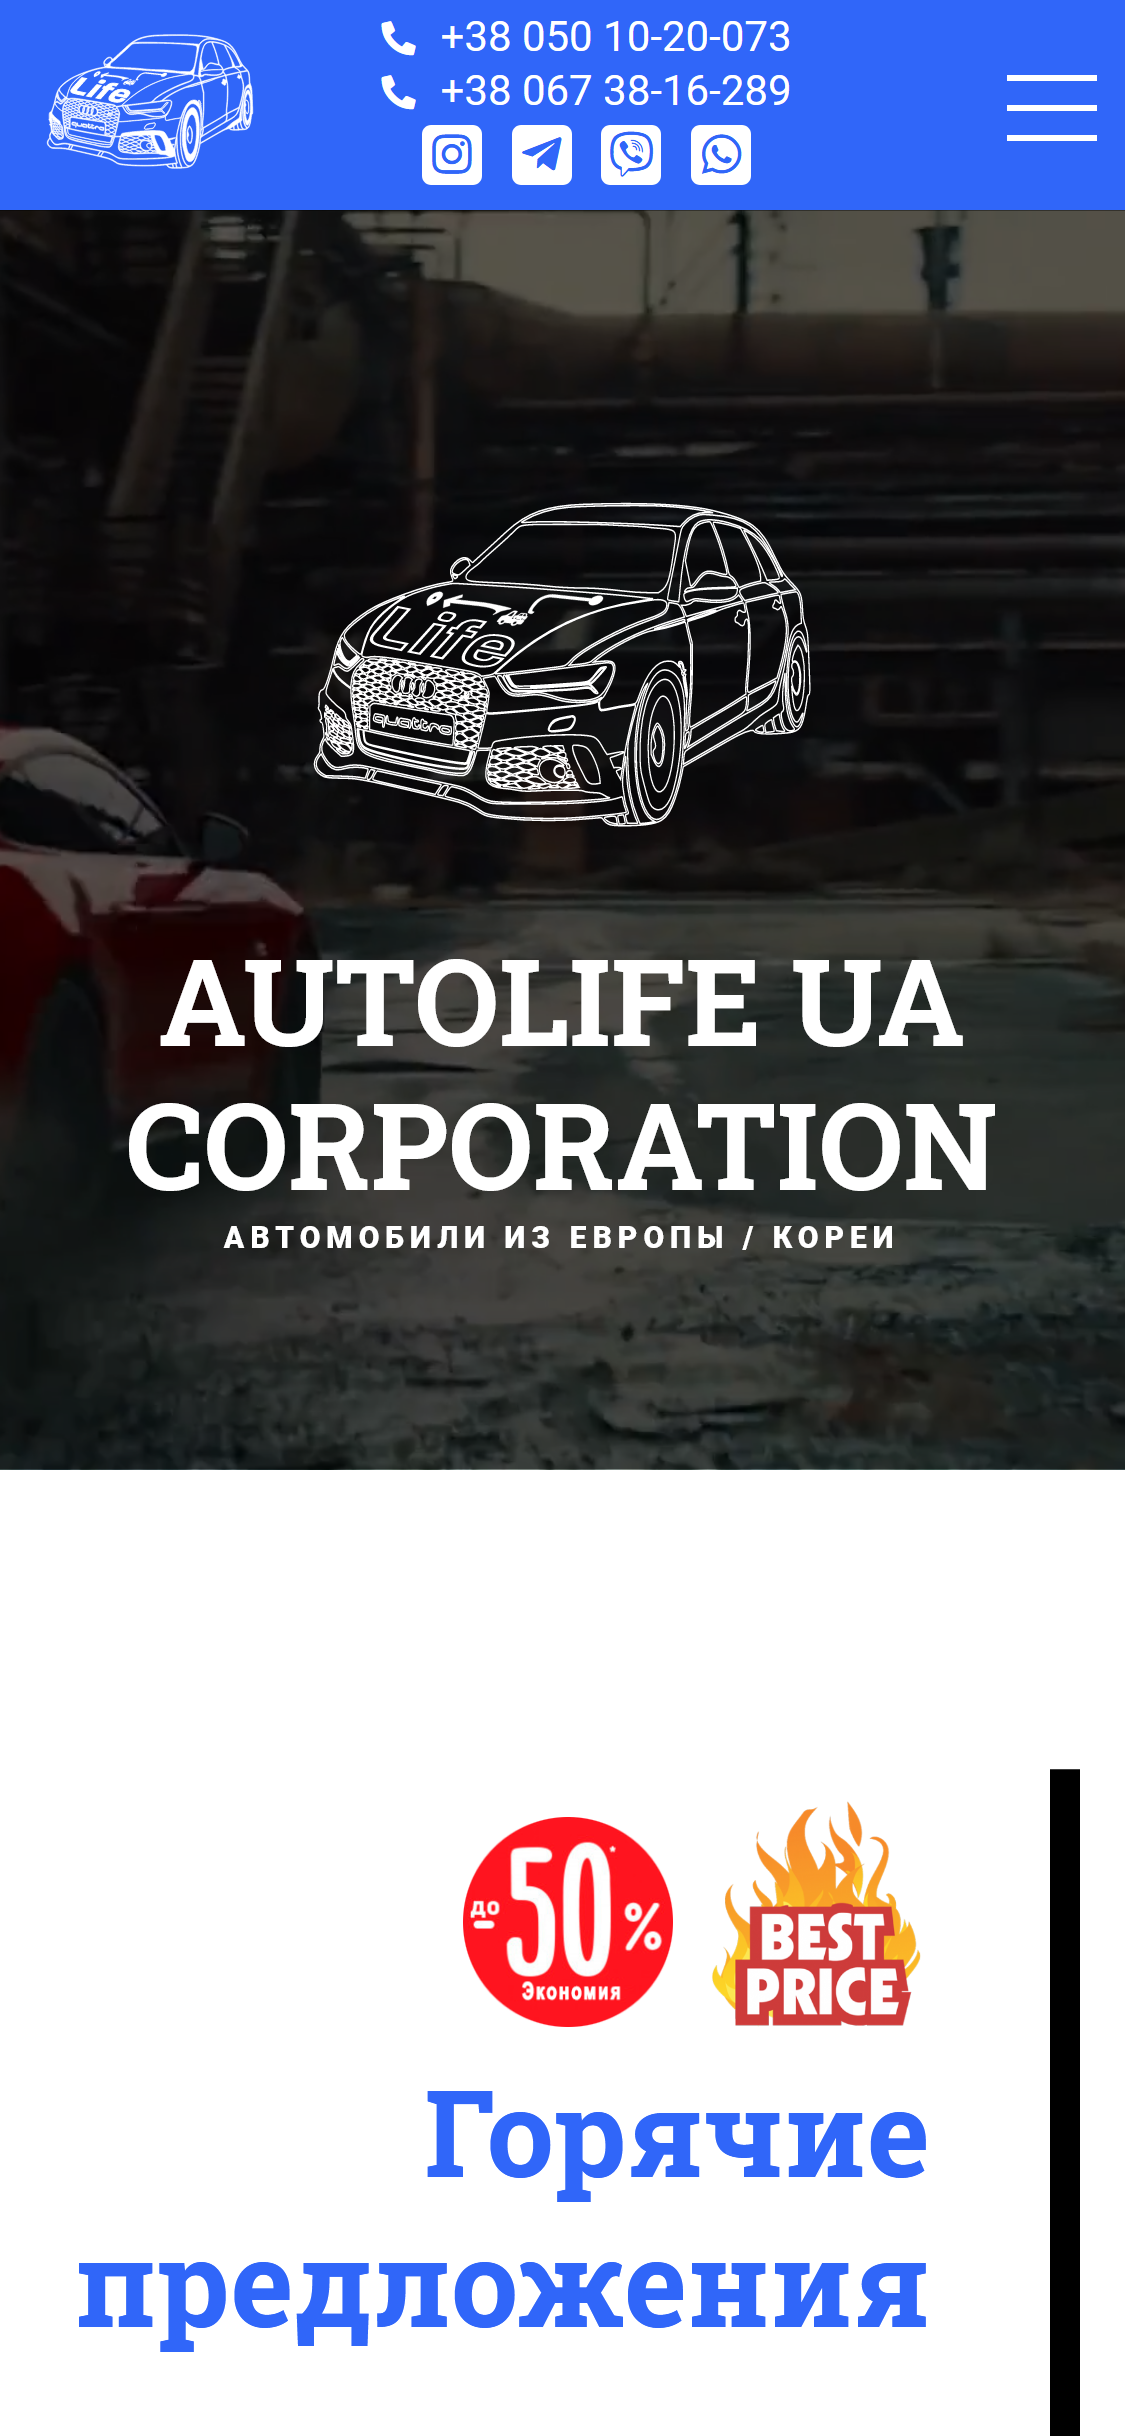 Life
quattro
+38 050 10-20-073
+38 067 38-16-289
Life
quattro
AUTOLIFE UA
CORPORATION
АВТОМОБИЛИ ИЗ ЕВРОПЫ / КОРЕИ
до
-50*%
Экономия
BEST
PRICE
Горячие
предложения